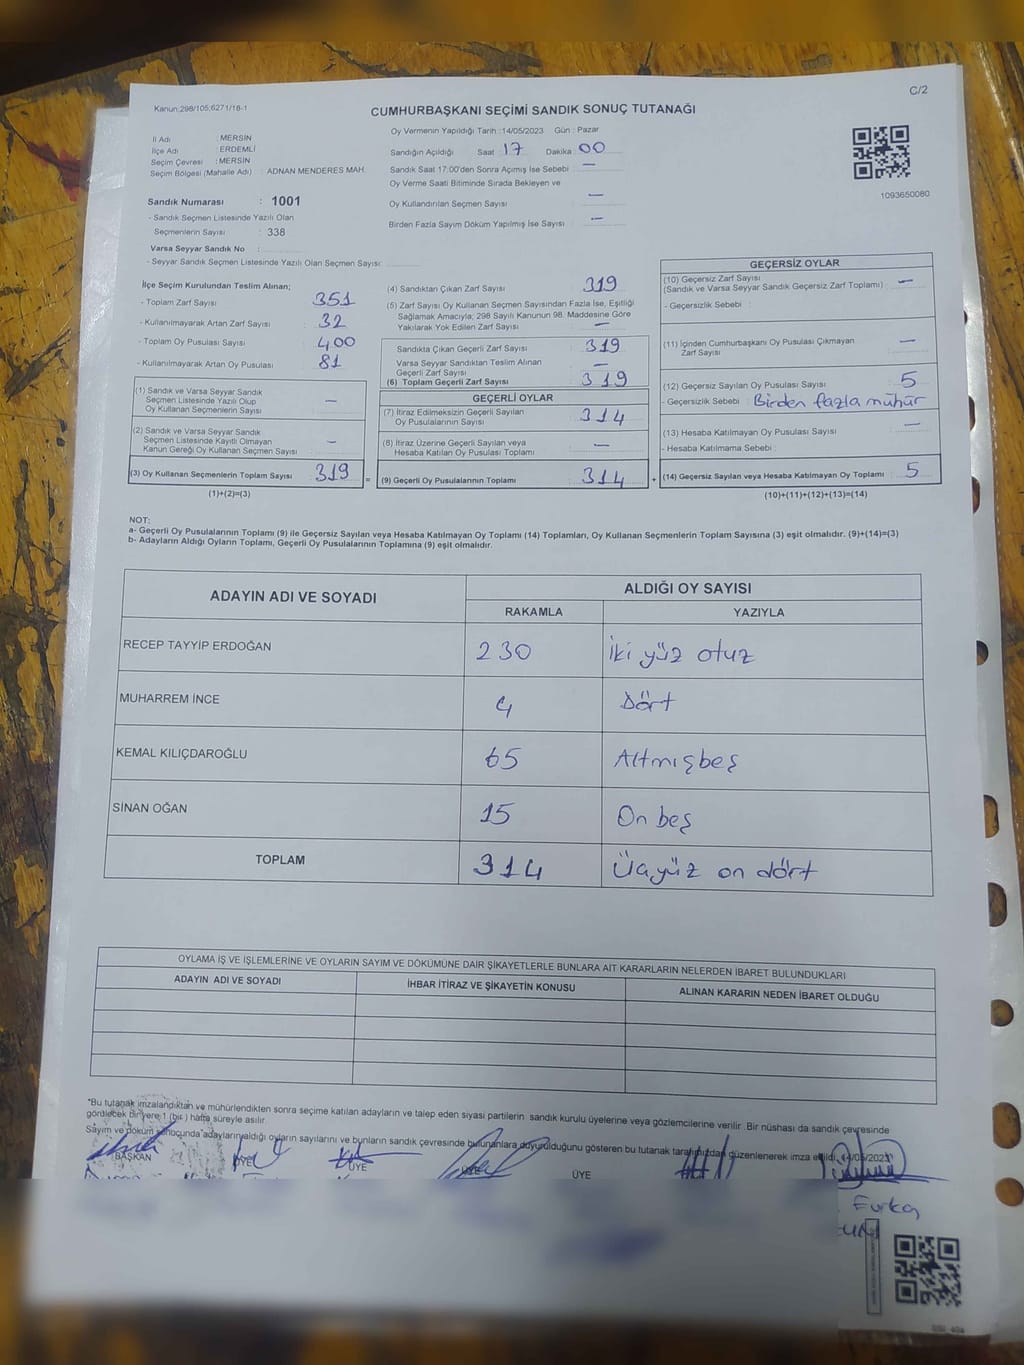 Kanun:298/105;6271/18-1
C/2
CUMHURBAŞKANI SEÇİMİ SANDIK SONUÇ TUTANAĞI
İl Adı : MERSİN
İlçe Adı : ERDEMLİ
Seçim Çevresi : MERSİN
Seçim Bölgesi (Mahalle Adı) : ADNAN MENDERES MAH.
Sandık Numarası : 1001
- Sandık Seçmen Listesinde Yazılı Olan
Seçmenlerin Sayısı : 338
Varsa Seyyar Sandık No :
- Seyyar Sandık Seçmen Listesinde Yazılı Olan Seçmen Sayısı
Oy Vermenin Yapıldığı Tarih :14/05/2023 Gün : Pazar
Sandığın Açıldığı Saat 17 Dakika 00
Sandık Saat 17:00'den Sonra Açımış İse Sebebi : —
Oy Verme Saati Bitiminde Sırada Bekleyen ve
Oy Kullandırılan Seçmen Sayısı —
Birden Fazla Sayım Döküm Yapılmış İse Sayısı : —
1093650080
İlçe Seçim Kurulundan Teslim Alınan;
- Toplam Zarf Sayısı 351
- Kullanılmayarak Artan Zarf Sayısı 32
- Toplam Oy Pusulası Sayısı 400
- Kullanılmayarak Artan Oy Pusulası 81
(1) Sandık ve Varsa Seyyar Sandık
Seçmen Listesinde Yazılı Olup
Oy Kullanan Seçmenlerin Sayısı —
(2) Sandık ve Varsa Seyyar Sandık
Seçmen Listesinde Kayıtlı Olmayan
Kanun Gereği Oy Kullanan Seçmen Sayısı —
(3) Oy Kullanan Seçmenlerin Toplam Sayısı 319
(1)+(2)=(3)
(4) Sandıktan Çıkan Zarf Sayısı 319
(5) Zarf Sayısı Oy Kullanan Seçmen Sayısından Fazla İse, Eşitliği
Sağlamak Amacıyla; 298 Sayılı Kanunun 98. Maddesine Göre
Yakılarak Yok Edilen Zarf Sayısı —
Sandıkta Çıkan Geçerli Zarf Sayısı 319
Varsa Seyyar Sandıktan Teslim Alınan
Geçerli Zarf Sayısı —
(6) Toplam Geçerli Zarf Sayısı 319
GEÇERLİ OYLAR
(7) İtiraz Edilmeksizin Geçerli Sayılan
Oy Pusulalarının Sayısı 314
(8) İtiraz Üzerine Geçerli Sayılan veya
Hesaba Katılan Oy Pusulası Toplamı —
= (9) Geçerli Oy Pusulalarının Toplamı 314 +
GEÇERSİZ OYLAR
(10) Geçersiz Zarf Sayısı
(Sandık ve Varsa Seyyar Sandık Geçersiz Zarf Toplamı) : —
- Geçersizlik Sebebi :
(11) İçinden Cumhurbaşkanı Oy Pusulası Çıkmayan
Zarf Sayısı —
(12) Geçersiz Sayılan Oy Pusulası Sayısı 5
- Geçersizlik Sebebi : Birden fazla mühür
(13) Hesaba Katılmayan Oy Pusulası Sayısı —
- Hesaba Katılmama Sebebi :
(14) Geçersiz Sayılan veya Hesaba Katılmayan Oy Toplamı 5
(10)+(11)+(12)+(13)=(14)
NOT:
a- Geçerli Oy Pusulalarının Toplamı (9) ile Geçersiz Sayılan veya Hesaba Katılmayan Oy Toplamı (14) Toplamları, Oy Kullanan Seçmenlerin Toplam Sayısına (3) eşit olmalıdır. (9)+(14)=(3)
b- Adayların Aldığı Oyların Toplamı, Geçerli Oy Pusulalarının Toplamına (9) eşit olmalıdır.
ADAYIN ADI VE SOYADI ALDIĞI OY SAYISI
RAKAMLA YAZIYLA
RECEP TAYYİP ERDOĞAN 230 İki yüz otuz
MUHARREM İNCE 4 Dört
KEMAL KILIÇDAROĞLU 65 Altmışbeş
SİNAN OĞAN 15 On beş
TOPLAM 314 Üçyüz on dört
OYLAMA İŞ VE İŞLEMLERİNE VE OYLARIN SAYIM VE DÖKÜMÜNE DAİR ŞİKAYETLERLE BUNLARA AİT KARARLARIN NELERDEN İBARET BULUNDUKLARI
ADAYIN ADI VE SOYADI İHBAR İTİRAZ VE ŞİKAYETİN KONUSU ALINAN KARARIN NEDEN İBARET OLDUĞU
*Bu tutanak imzalandıktan ve mühürlendikten sonra seçime katılan adayların ve talep eden siyasi partilerin sandık kurulu üyelerine veya gözlemcilerine verilir. Bir nüshası da sandık çevresinde
görülecek bir yere 1 (bir) hafta süreyle asılır.
Sayım ve döküm sonucunda adayların aldığı oyların sayılarını ve bunların sandık çevresinde bulunanlara duyurulduğunu gösteren bu tutanak tarafımızdan düzenlenerek imza edildi. 14/05/2023
BAŞKAN ÜYE ÜYE ÜYE ÜYE